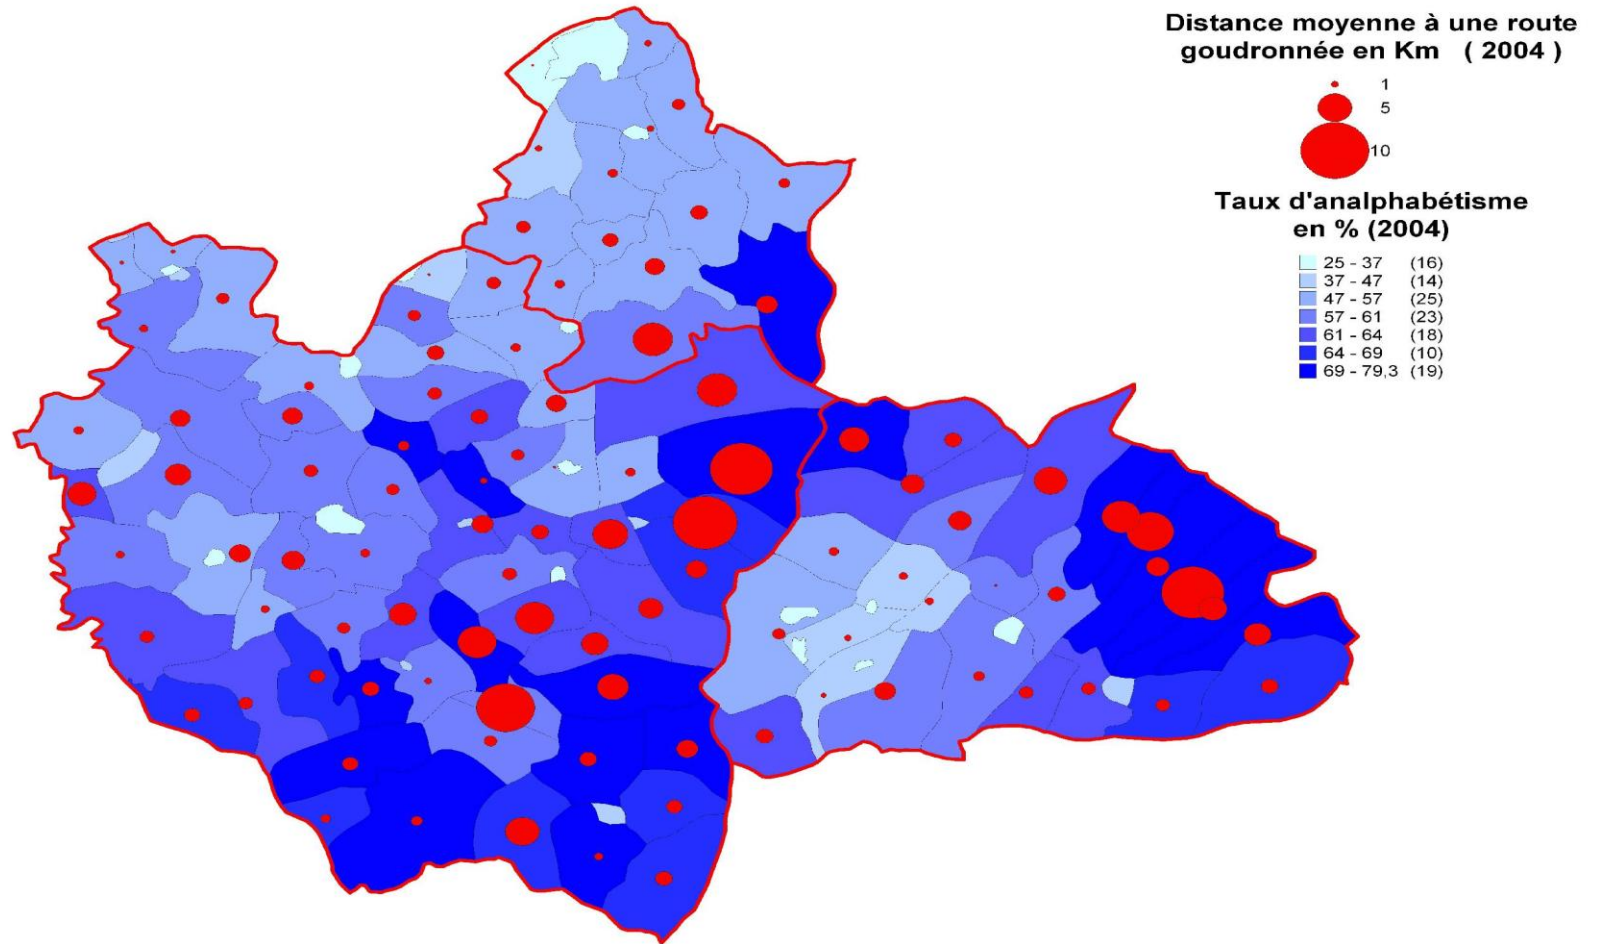 Distance moyenne à une route
goudronnée en Km ( 2004 )
1
5
10
Taux d'analphabétisme
en % (2004)
25 - 37 (16)
37 - 47 (14)
47 - 57 (25)
57 - 61 (23)
61 - 64 (18)
64 - 69 (10)
69 - 79,3 (19)